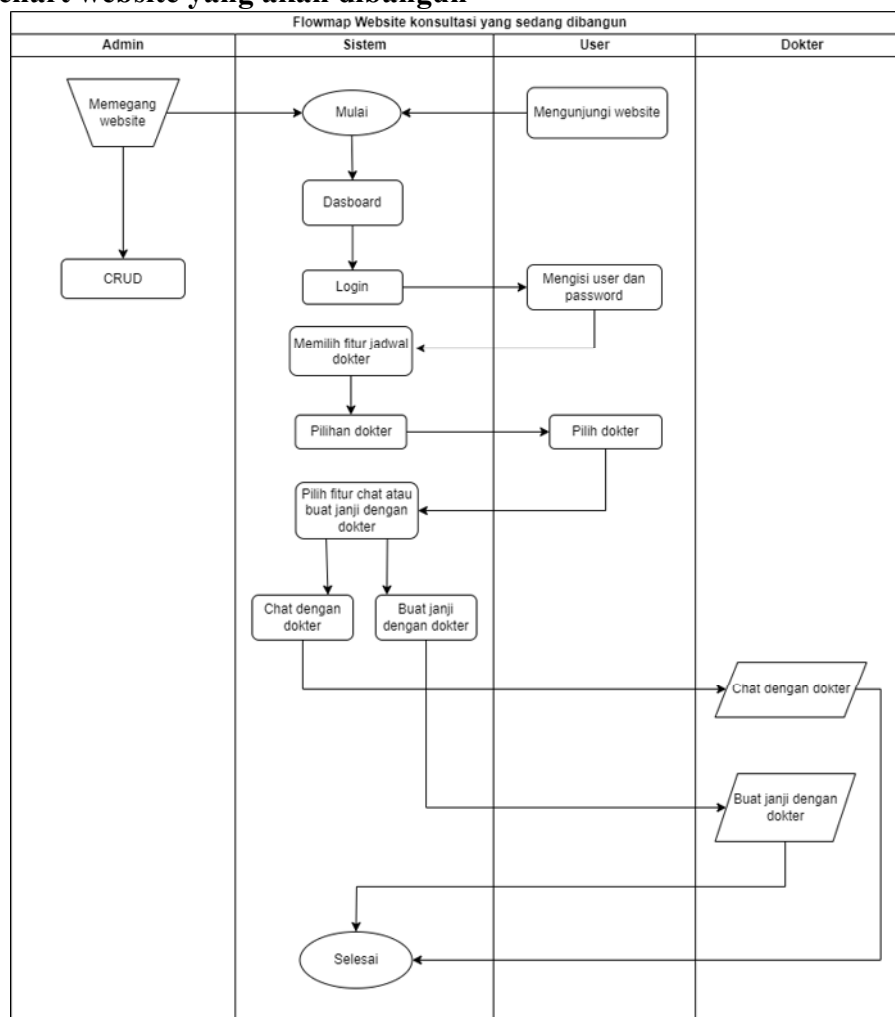 website yang akan dibangun
Flowmap Website konsultasi yang sedang dibangun
Admin
Sistem
User
Dokter
Memegang
website
Mulai
Mengunjungi website
Dasboard
CRUD
Login
Mengisi user dan
password
Memilih fitur jadwal
dokter
Pilihan dokter
Pilih dokter
Pilih fitur chat atau
buat janji dengan
dokter
Chat dengan
dokter
Buat janji
dengan dokter
Chat dengan dokter
Buat janji dengan
dokter
Selesai